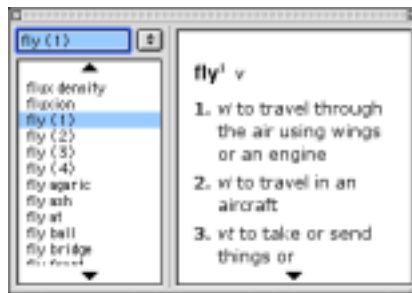 fly (1)
flux density
fluxion
fly (1)
fly (2)
fly (3)
fly (4)
fly agaric
fly ash
fly at
fly ball
fly bridge
fly¹ v
1. vi to travel through
the air using wings
or an engine
2. vi to travel in an
aircraft
3. vt to take or send
things or